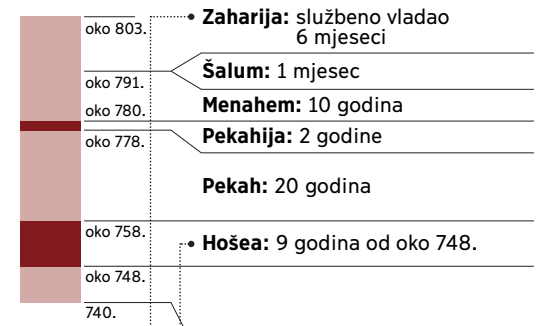 oko 803.
Zaharija: službeno vladao
6 mjeseci
oko 791.
Šalum: 1 mjesec
oko 780.
Menahem: 10 godina
oko 778.
Pekahija: 2 godine
Pekah: 20 godina
oko 758.
Hošea: 9 godina od oko 748.
oko 748.
740.